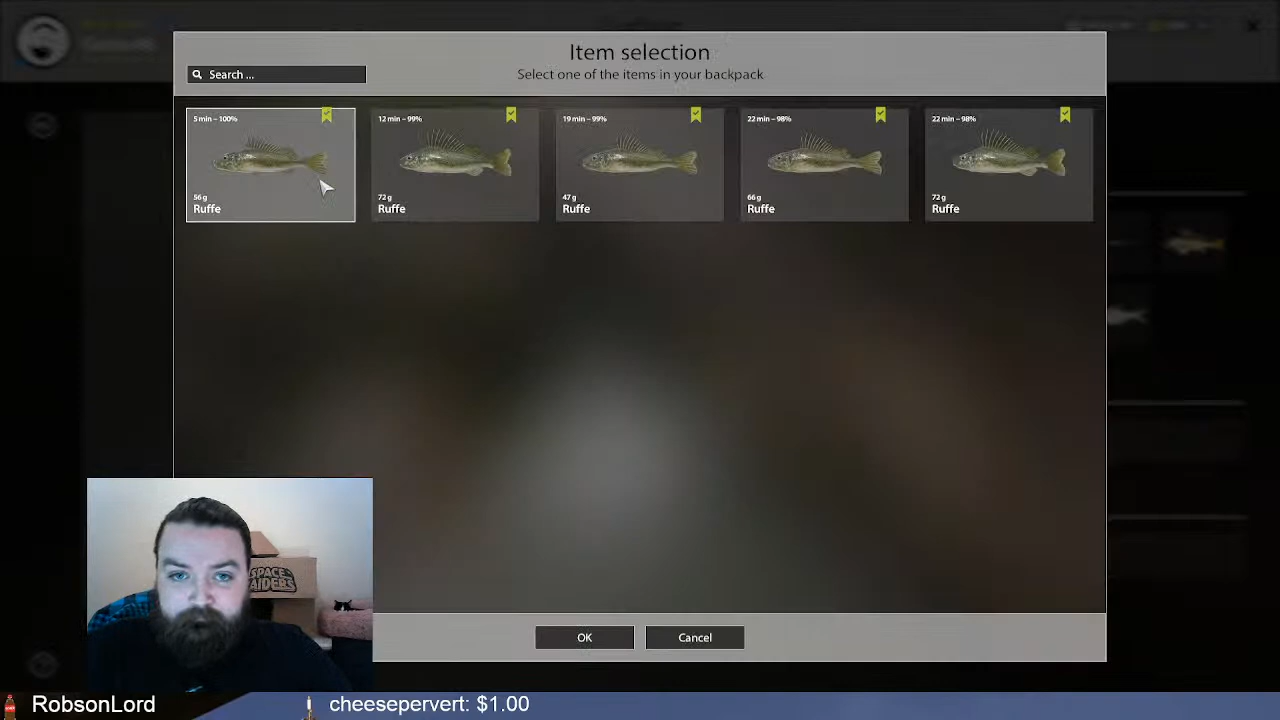 Item selection
Search ...
Select one of the items in your backpack
5 min – 100%
12 min – 99%
19 min – 99%
22 min – 98%
22 min – 98%
56 g
72 g
47 g
66 g
72 g
Ruffe
Ruffe
Ruffe
Ruffe
Ruffe
SPACE
RAIDERS
OK
Cancel
RobsonLord
cheesepervert: $1.00